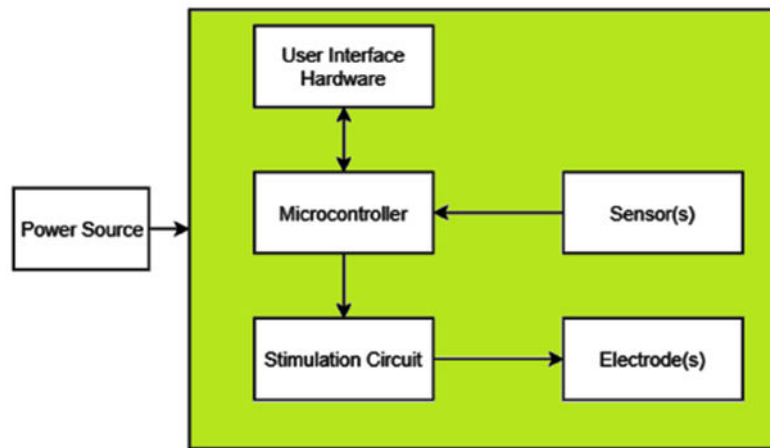 User Interface
Hardware
Power Source
Microcontroller
Sensor(s)
Stimulation Circuit
Electrode(s)